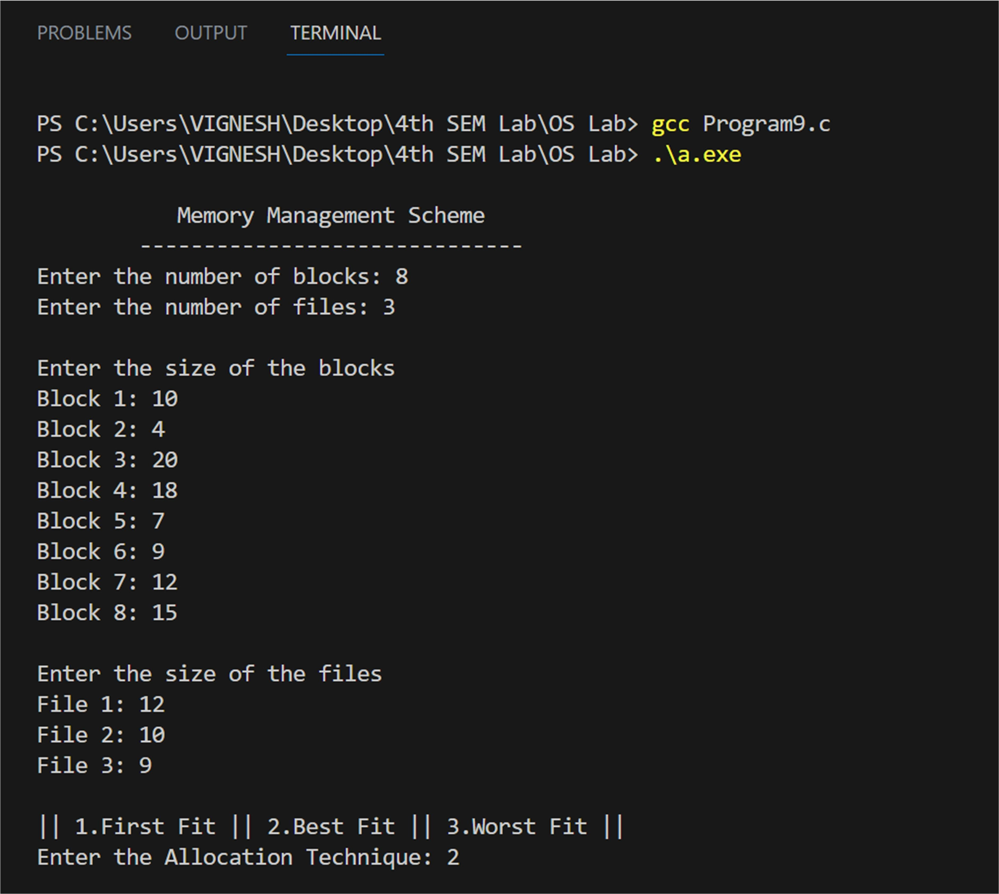 PROBLEMS OUTPUT TERMINAL
PS C:\Users\VIGNESH\Desktop\4th SEM Lab\OS Lab> gcc Program9.c
PS C:\Users\VIGNESH\Desktop\4th SEM Lab\OS Lab> .\a.exe
Memory Management Scheme
------------------------------
Enter the number of blocks: 8
Enter the number of files: 3
Enter the size of the blocks
Block 1: 10
Block 2: 4
Block 3: 20
Block 4: 18
Block 5: 7
Block 6: 9
Block 7: 12
Block 8: 15
Enter the size of the files
File 1: 12
File 2: 10
File 3: 9
|| 1.First Fit || 2.Best Fit || 3.Worst Fit ||
Enter the Allocation Technique: 2